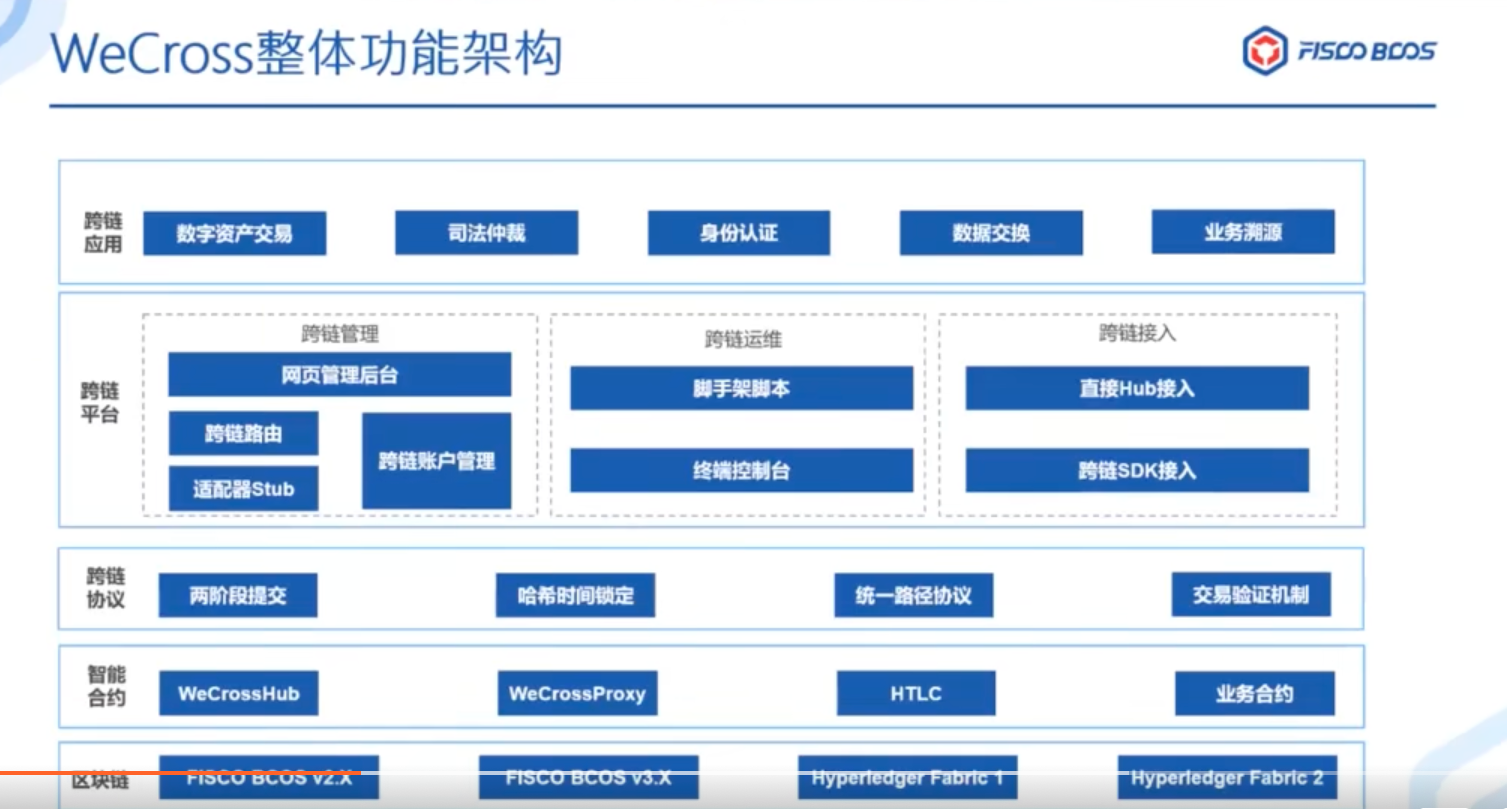 WeCross整体功能架构
FISCO BCOS
跨链
应用
数字资产交易
司法仲裁
身份认证
数据交换
业务溯源
跨链
平台
跨链管理
网页管理后台
跨链路由
适配器Stub
跨链账户管理
跨链运维
脚手架脚本
终端控制台
跨链接入
直接Hub接入
跨链SDK接入
跨链
协议
两阶段提交
哈希时间锁定
统一路径协议
交易验证机制
智能
合约
WeCrossHub
WeCrossProxy
HTLC
业务合约
区块链
FISCO BCOS v2.X
FISCO BCOS v3.X
Hyperledger Fabric 1
Hyperledger Fabric 2